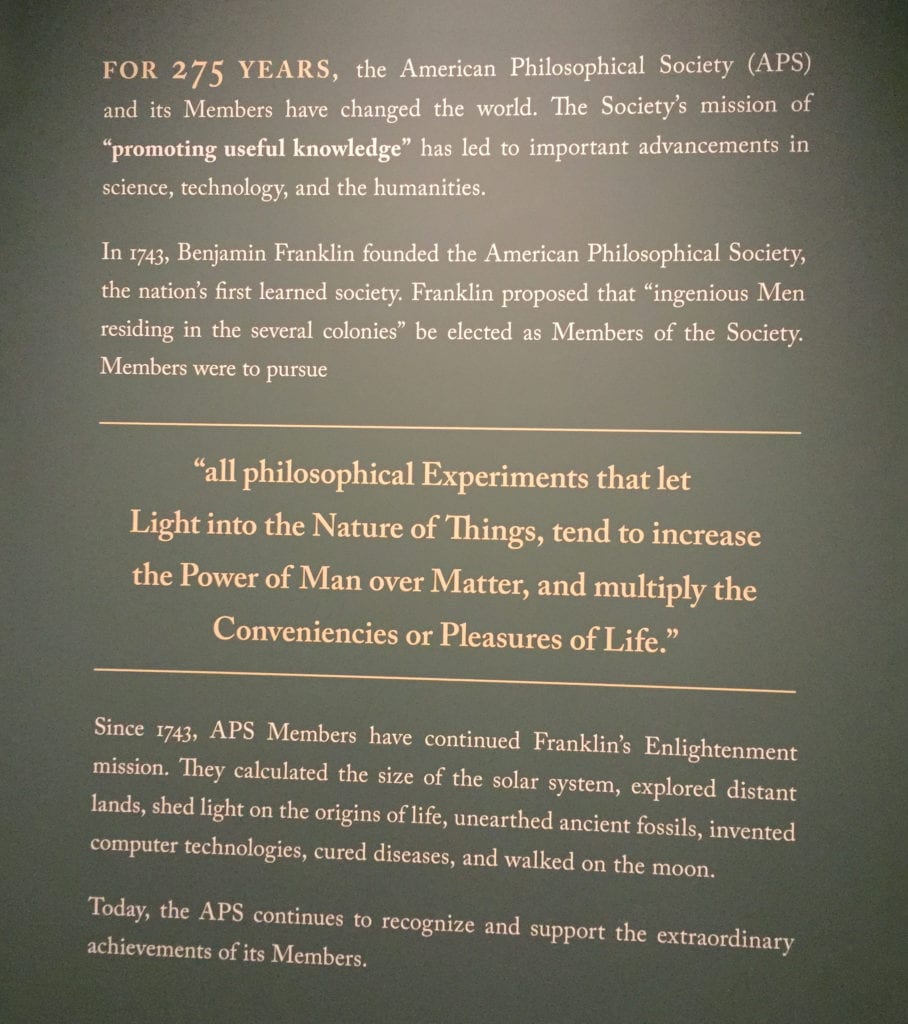 FOR 275 YEARS, the American Philosophical Society (APS)
and its Members have changed the world. The Society's mission of
"promoting useful knowledge" has led to important advancements in
science, technology, and the humanities.
In 1743, Benjamin Franklin founded the American Philosophical Society,
the nation's first learned society. Franklin proposed that "ingenious Men
residing in the several colonies" be elected as Members of the Society.
Members were to pursue
"all philosophical Experiments that let
Light into the Nature of Things, tend to increase
the Power of Man over Matter, and multiply the
Conveniencies or Pleasures of Life."
Since 1743, APS Members have continued Franklin's Enlightenment
mission. They calculated the size of the solar system, explored distant
lands, shed light on the origins of life, unearthed ancient fossils, invented
computer technologies, cured diseases, and walked on the moon.
Today, the APS continues to recognize and support the extraordinary
achievements of its Members.